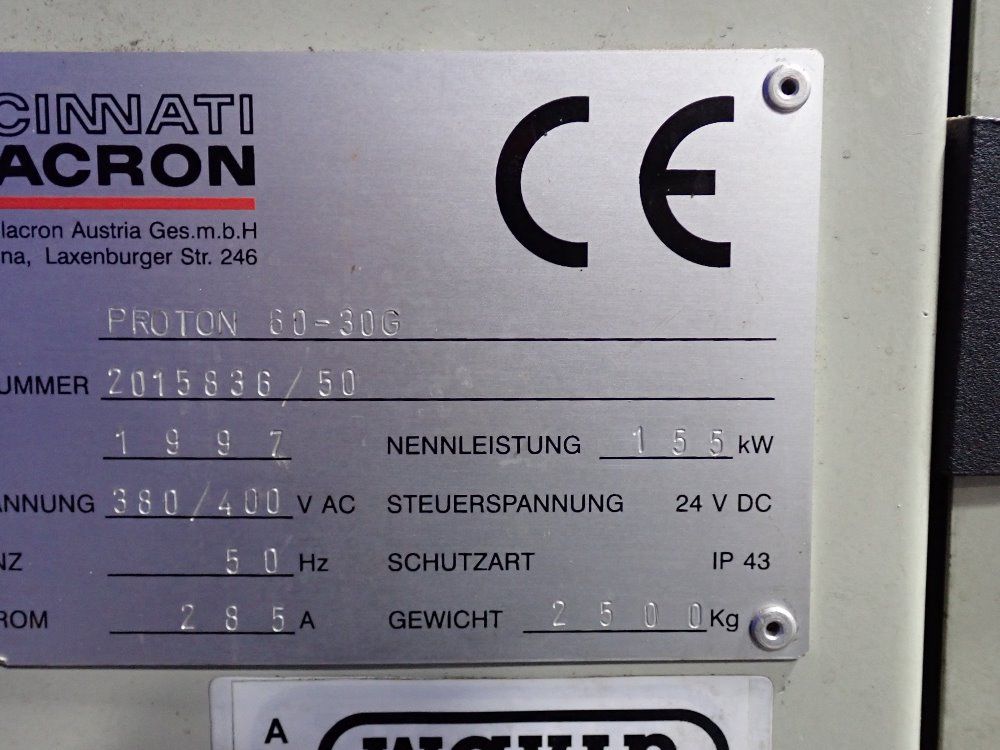 CINNATI
ACRON
lacron Austria Ges.m.b.H
na, Laxenburger Str. 246
CE
PROTON 60-30G
UMMER 2015836/50
1997 NENNLEISTUNG 155 kW
ANNUNG 380/400 V AC STEUERSPANNUNG 24 V DC
NZ 50 Hz SCHUTZART IP 43
ROM 285 A GEWICHT 2500 Kg
A